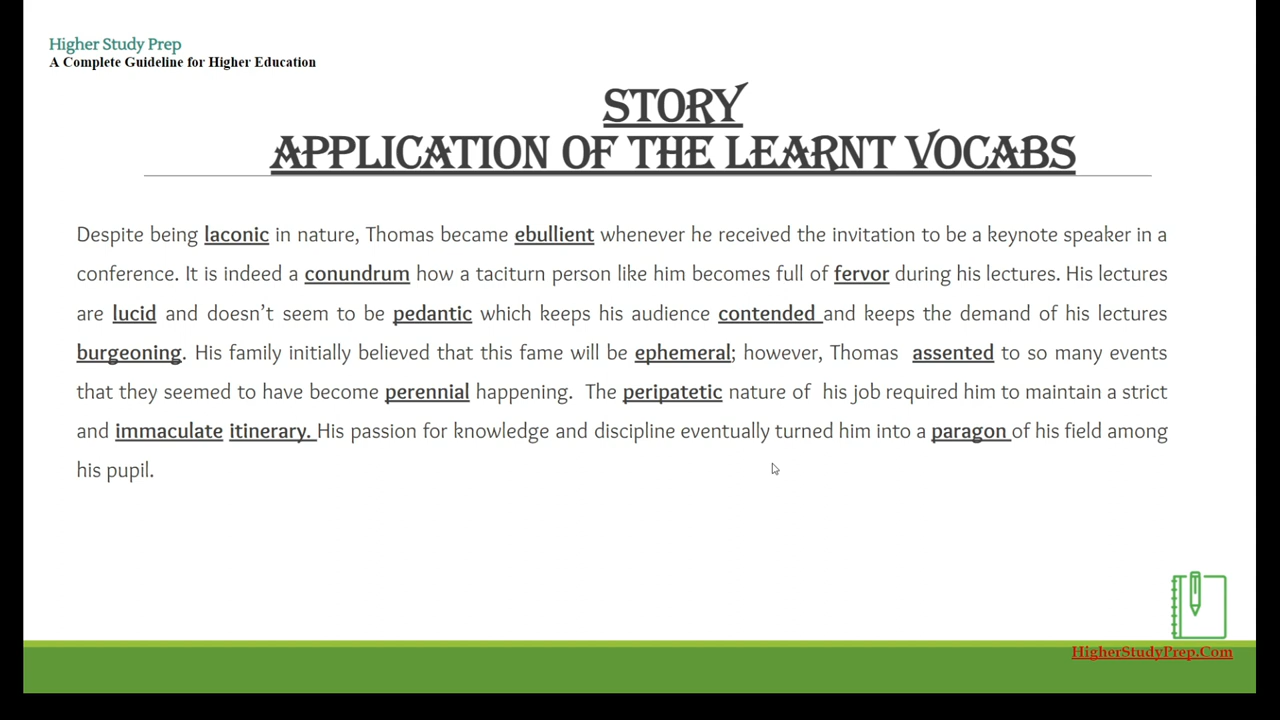 Higher Study Prep
A Complete Guideline for Higher Education
STORY
APPLICATION OF THE LEARNT VOCABS
Despite being laconic in nature, Thomas became ebullient whenever he received the invitation to be a keynote speaker in a
conference. It is indeed a conundrum how a taciturn person like him becomes full of fervor during his lectures. His lectures
are lucid and doesn't seem to be pedantic which keeps his audience contended and keeps the demand of his lectures
burgeoning. His family initially believed that this fame will be ephemeral; however, Thomas assented to so many events
that they seemed to have become perennial happening. The peripatetic nature of his job required him to maintain a strict
and immaculate itinerary. His passion for knowledge and discipline eventually turned him into a paragon of his field among
his pupil.
HigherStudyPrep.Com